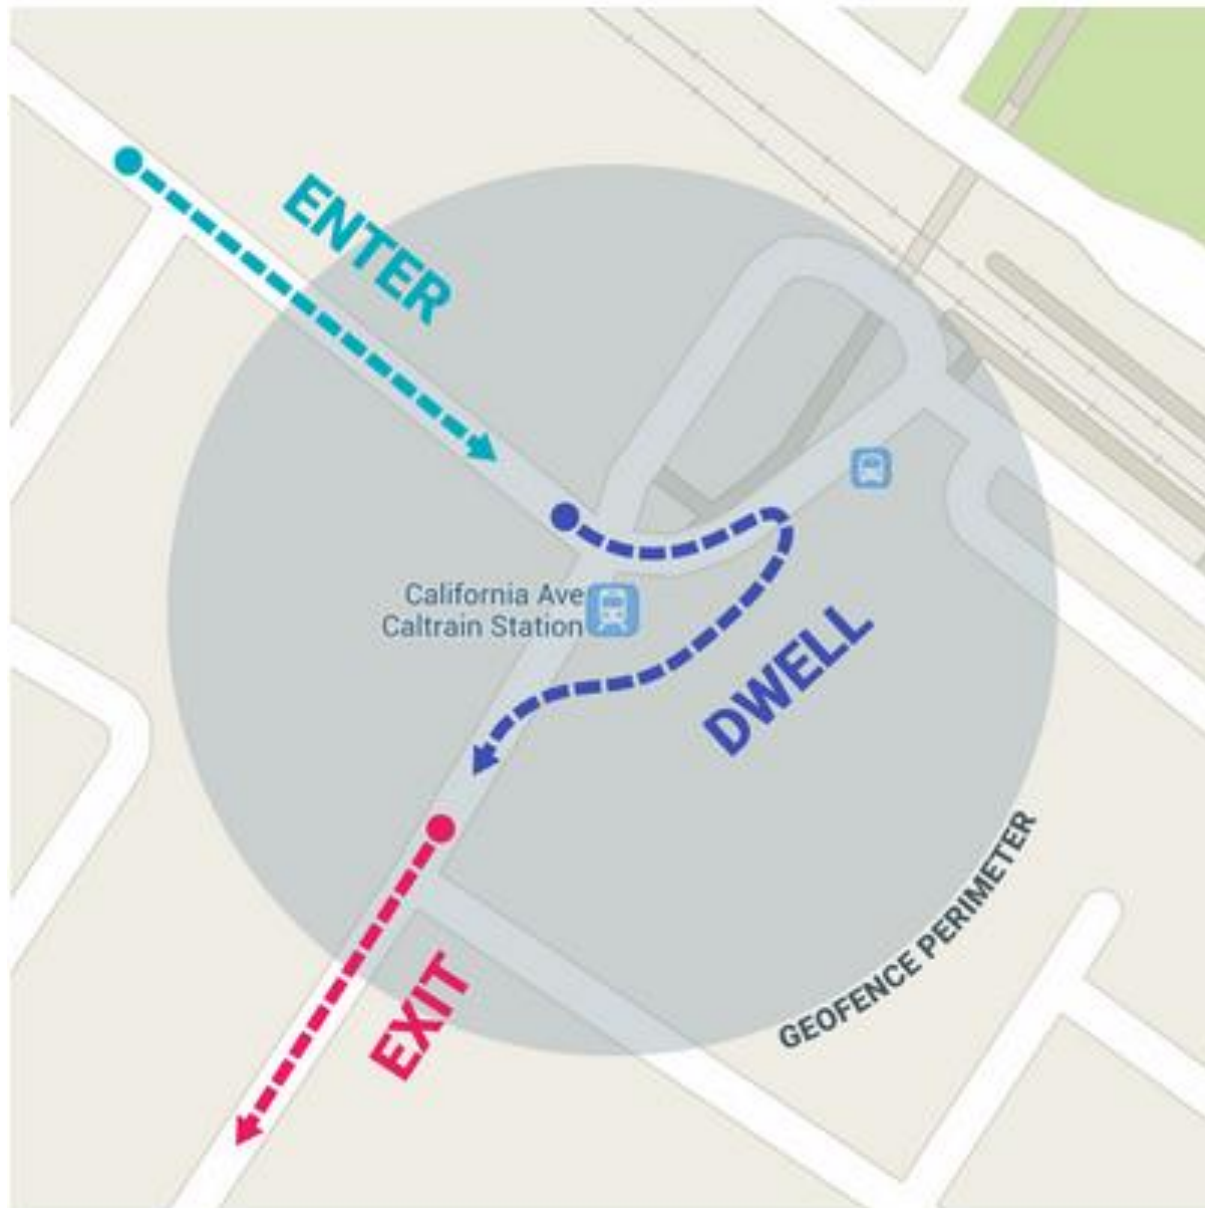 ENTER
California Ave
Caltrain Station
DWELL
GEOFENCE PERIMETER
EXIT